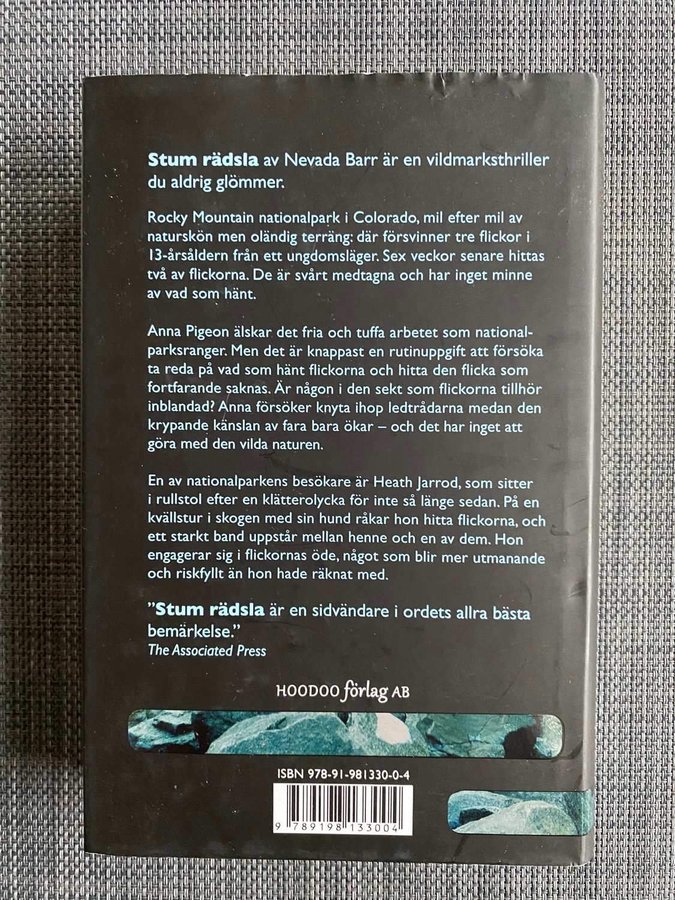 Stum rädsla av Nevada Barr är en vildmarksthriller
du aldrig glömmer.
Rocky Mountain nationalpark i Colorado, mil efter mil av
naturskön men oländig terräng: där försvinner tre flickor i
13-årsåldern från ett ungdomsläger. Sex veckor senare hittas
två av flickorna. De är svårt medtagna och har inget minne
av vad som hänt.
Anna Pigeon älskar det fria och tuffa arbetet som national-
parksranger. Men det är knappast en rutinuppgift att försöka
ta reda på vad som hänt flickorna och hitta den flicka som
fortfarande saknas. Är någon i den sekt som flickorna tillhör
inblandad? Anna försöker knyta ihop ledtrådarna medan den
krypande känslan av fara bara ökar – och det har inget att
göra med den vilda naturen.
En av nationalparkens besökare är Heath Jarrod, som sitter
i rullstol efter en klätterolycka för inte så länge sedan. På en
kvällstur i skogen med sin hund råkar hon hitta flickorna, och
ett starkt band uppstår mellan henne och en av dem. Hon
engagerar sig i flickornas öde, något som blir mer utmanande
och riskfyllt än hon hade räknat med.
”Stum rädsla är en sidvändare i ordets allra bästa
bemärkelse.”
The Associated Press
HOODOO förlag AB
ISBN 978-91-981330-0-4
9 789198 133004